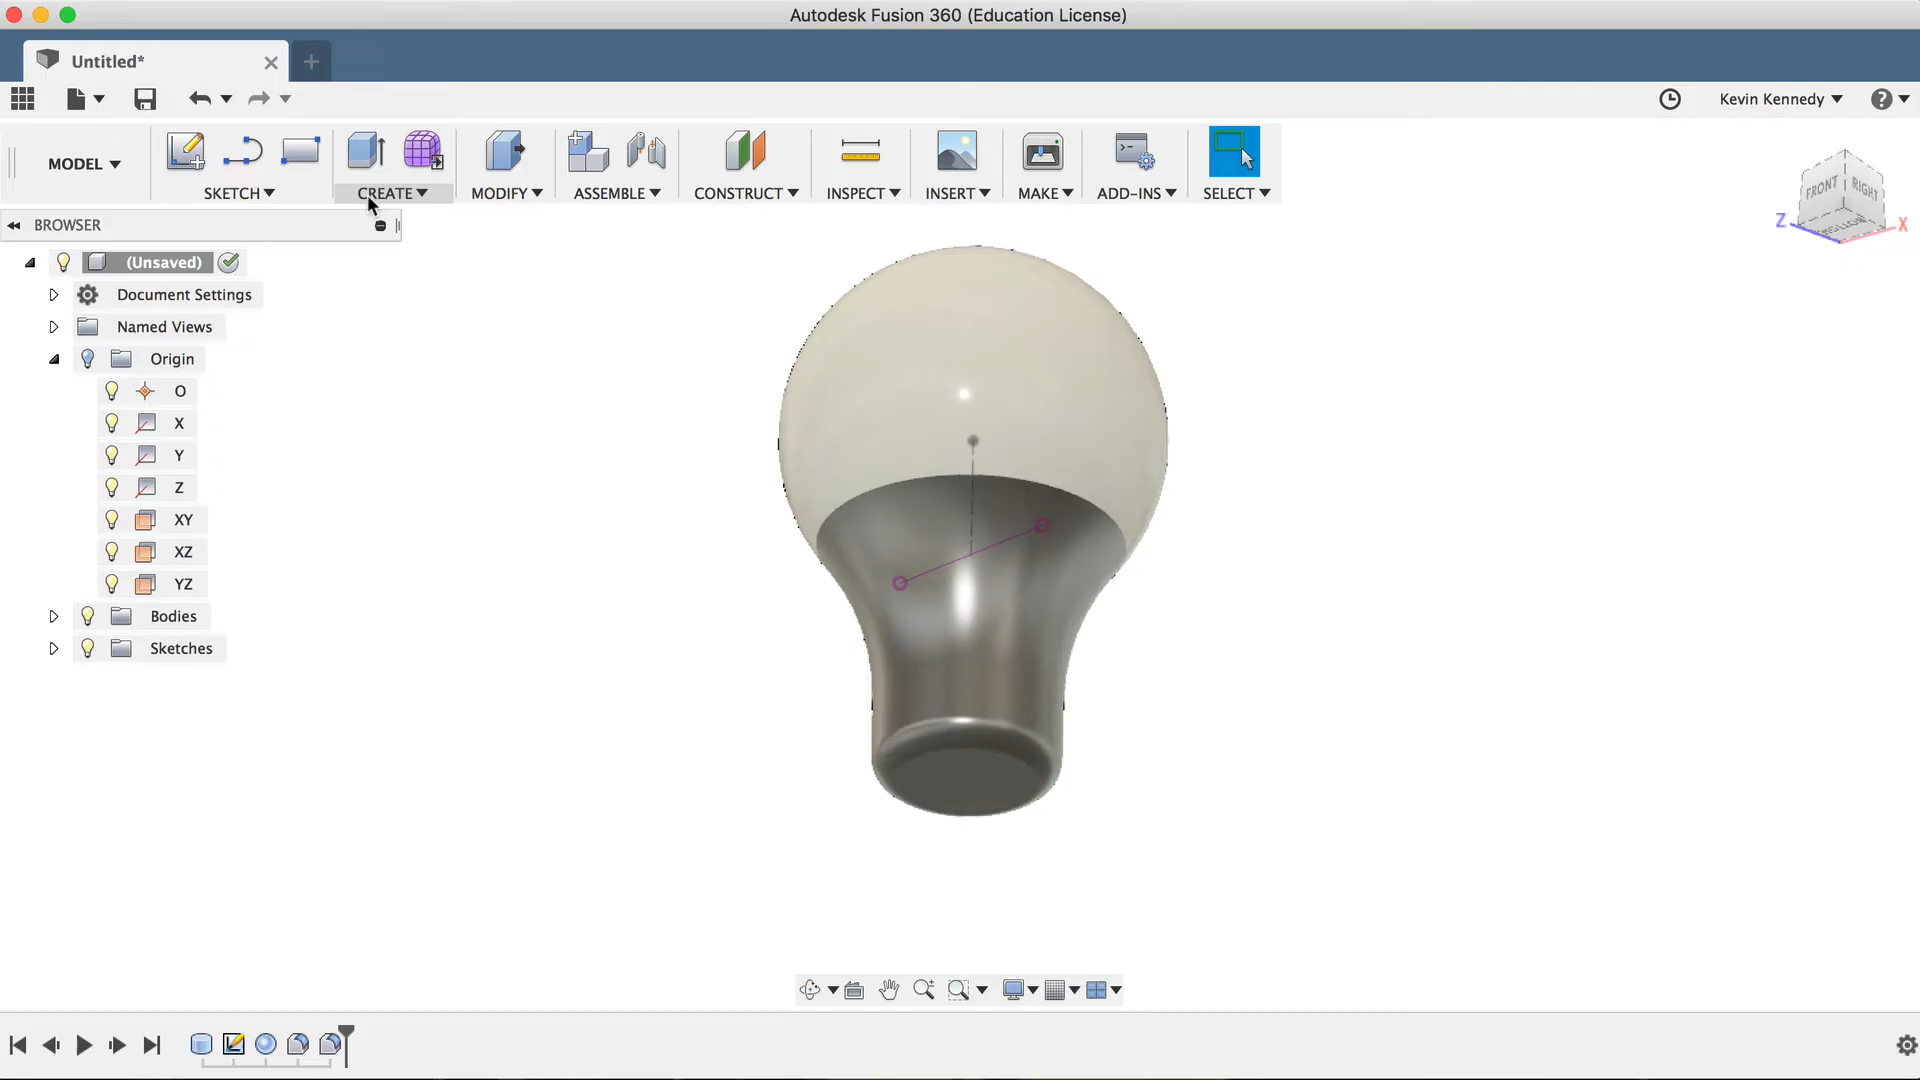 Autodesk Fusion 360 (Education License)
Untitled*
Kevin Kennedy
MODEL
SKETCH
CREATE
MODIFY
ASSEMBLE
CONSTRUCT
INSPECT
INSERT
MAKE
ADD-INS
SELECT
FRONT
RIGHT
BOTTOM
Z
X
BROWSER
(Unsaved)
Document Settings
Named Views
Origin
O
X
Y
Z
XY
XZ
YZ
Bodies
Sketches